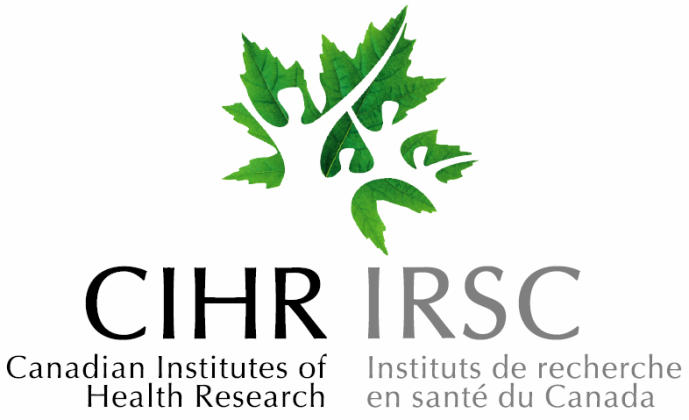 CIHR IRSC
Canadian Institutes of
Health Research
Instituts de recherche
en santé du Canada